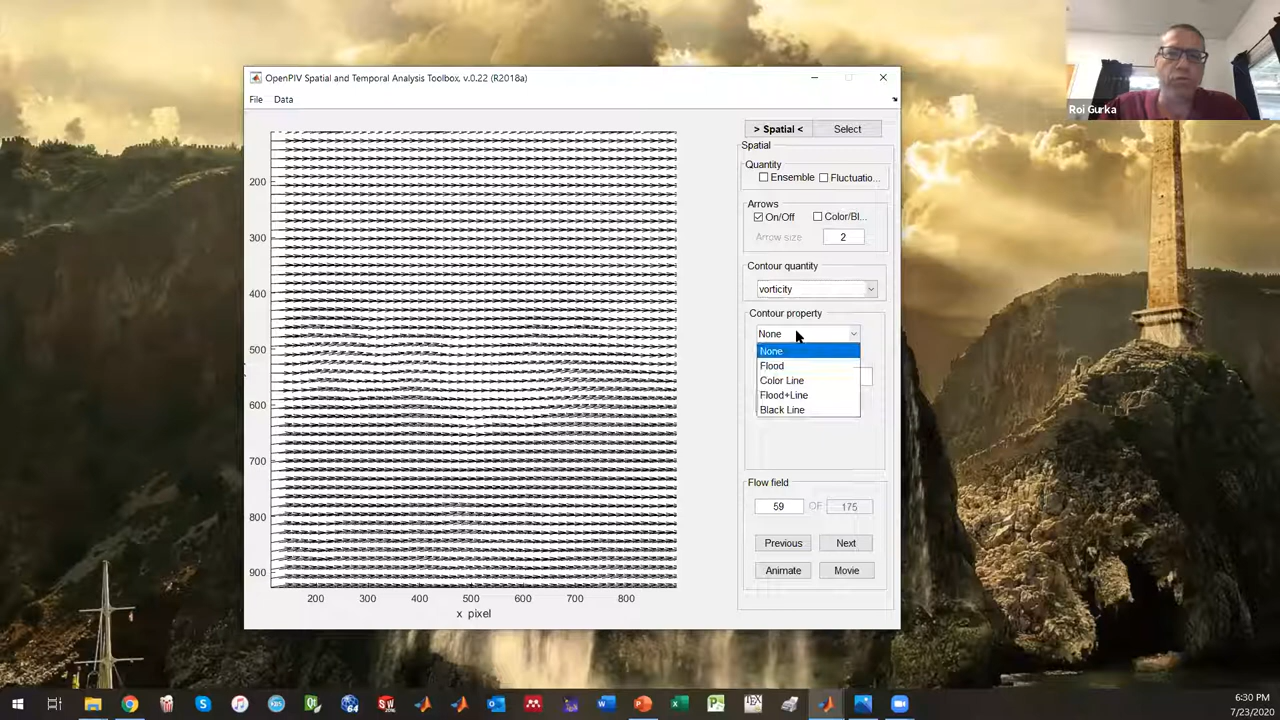 OpenPIV Spatial and Temporal Analysis Toolbox, v.0.22 (R2018a)
File Data
> Spatial < Select
Spatial
Quantity
Ensemble Fluctuatio...
Arrows
On/Off Color/Bl...
Arrow size 2
Contour quantity
vorticity
Contour property
None
None
Flood
Color Line
Flood+Line
Black Line
Flow field
59 OF 175
Previous Next
Animate Movie
200
300
400
500
600
700
800
900
200 300 400 500 600 700 800
x pixel
Roi Gurka
6:30 PM
7/23/2020